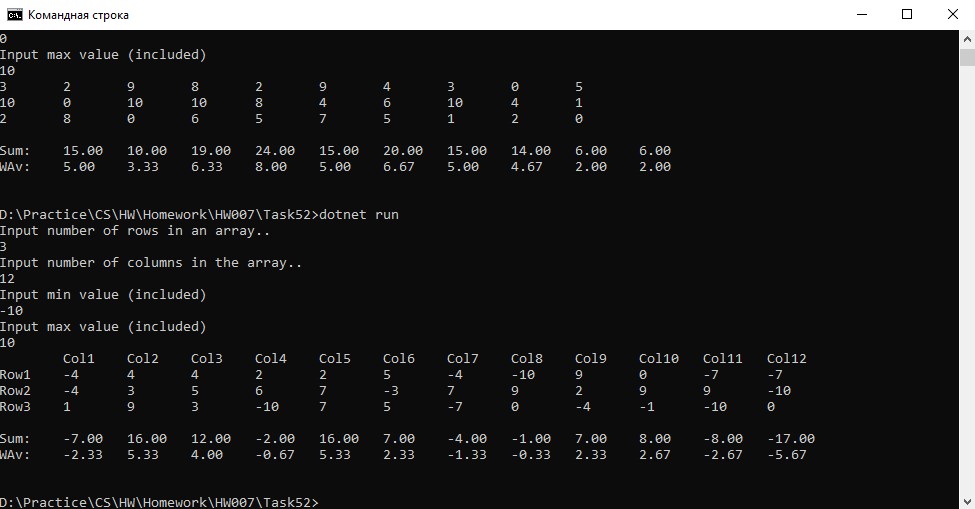 Командная строка
0
Input max value (included)
10
3 2 9 8 2 9 4 3 0 5
10 0 10 10 8 4 6 10 4 1
2 8 0 6 5 7 5 1 2 0
Sum: 15.00 10.00 19.00 24.00 15.00 20.00 15.00 14.00 6.00 6.00
WAv: 5.00 3.33 6.33 8.00 5.00 6.67 5.00 4.67 2.00 2.00
D:\Practice\CS\HW\Homework\HW007\Task52>dotnet run
Input number of rows in an array..
3
Input number of columns in the array..
12
Input min value (included)
-10
Input max value (included)
10
Col1 Col2 Col3 Col4 Col5 Col6 Col7 Col8 Col9 Col10 Col11 Col12
Row1 -4 4 4 2 2 5 -4 -10 9 0 -7 -7
Row2 -4 3 5 6 7 -3 7 9 2 9 9 -10
Row3 1 9 3 -10 7 5 -7 0 -4 -1 -10 0
Sum: -7.00 16.00 12.00 -2.00 16.00 7.00 -4.00 -1.00 7.00 8.00 -8.00 -17.00
WAv: -2.33 5.33 4.00 -0.67 5.33 2.33 -1.33 -0.33 2.33 2.67 -2.67 -5.67
D:\Practice\CS\HW\Homework\HW007\Task52>